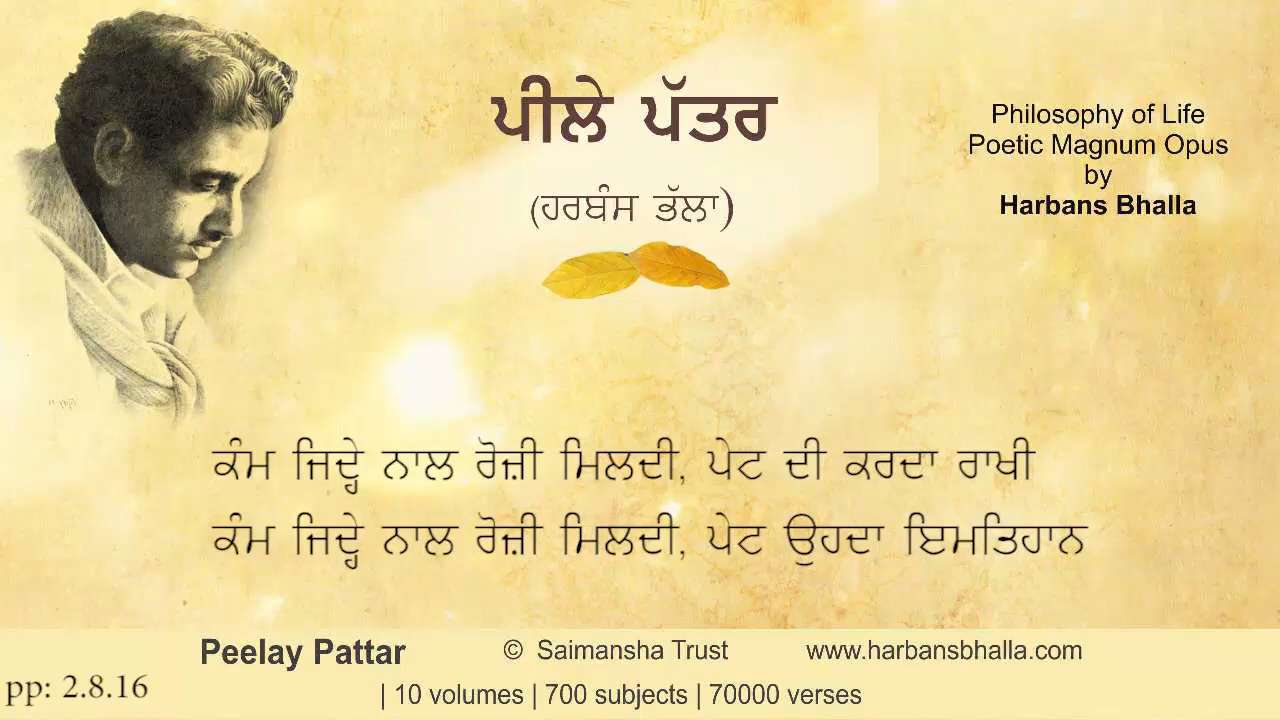 ਪੀਲੇ ਪੱਤਰ
(ਹਰਬੰਸ ਭੱਲਾ)
Philosophy of Life
Poetic Magnum Opus
by
Harbans Bhalla
ਕੰਮ ਜਿਦ੍ਹੇ ਨਾਲ ਰੋਜ਼ੀ ਮਿਲਦੀ, ਪੇਟ ਦੀ ਕਰਦਾ ਰਾਖੀ
ਕੰਮ ਜਿਦ੍ਹੇ ਨਾਲ ਰੋਜ਼ੀ ਮਿਲਦੀ, ਪੇਟ ਉਹਦਾ ਇਮਤਿਹਾਨ
Peelay Pattar © Saimansha Trust www.harbansbhalla.com
pp: 2.8.16
| 10 volumes | 700 subjects | 70000 verses